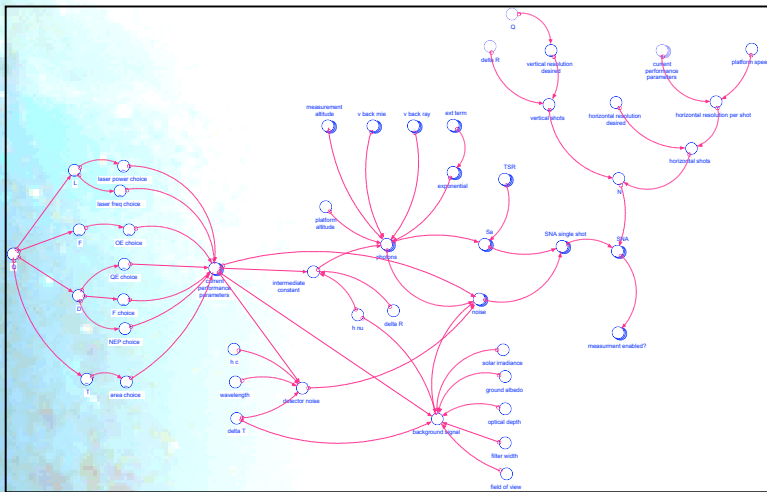 Q
delta R
vertical resolution
desired
current
performance
parameters
platform speed
measurement
altitude
v back mie
v back ray
ext term
vertical shots
horizontal resolution
desired
horizontal resolution per shot
horizontal shots
TSR
exponential
L
laser power choice
laser freq choice
N
platform
altitude
F
OE choice
photons
Sa
SNA single shot
SNA
D
QE choice
current
performance
parameters
intermediate
constant
F choice
noise
h nu
delta R
NEP choice
measurment enabled?
h c
solar irradiance
T
area choice
wavelength
detector noise
ground albedo
delta T
background signal
optical depth
filter width
field of view